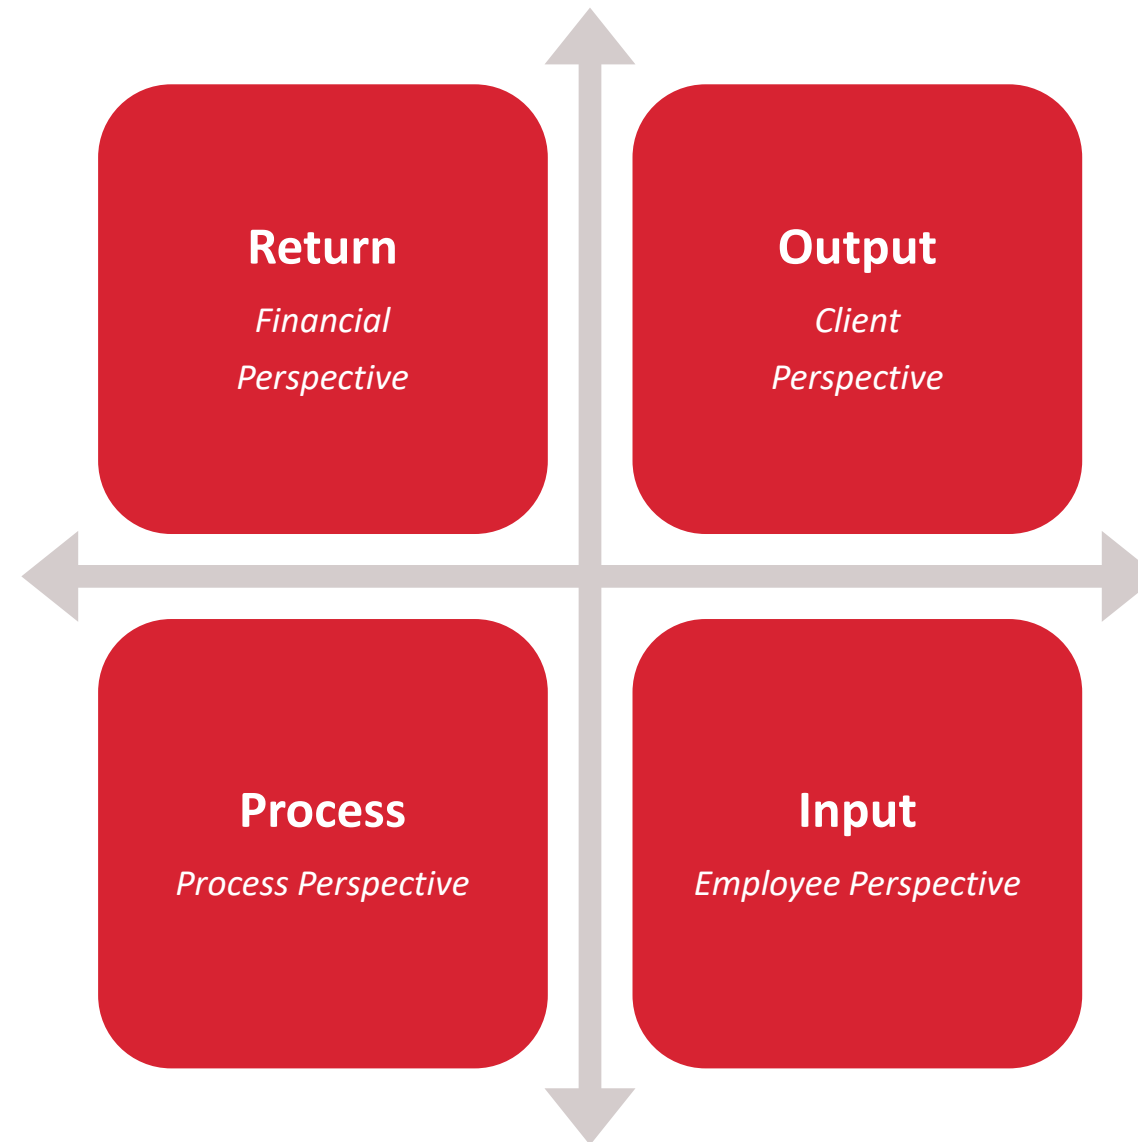 Return
Financial
Perspective
Output
Client
Perspective
Process
Process Perspective
Input
Employee Perspective